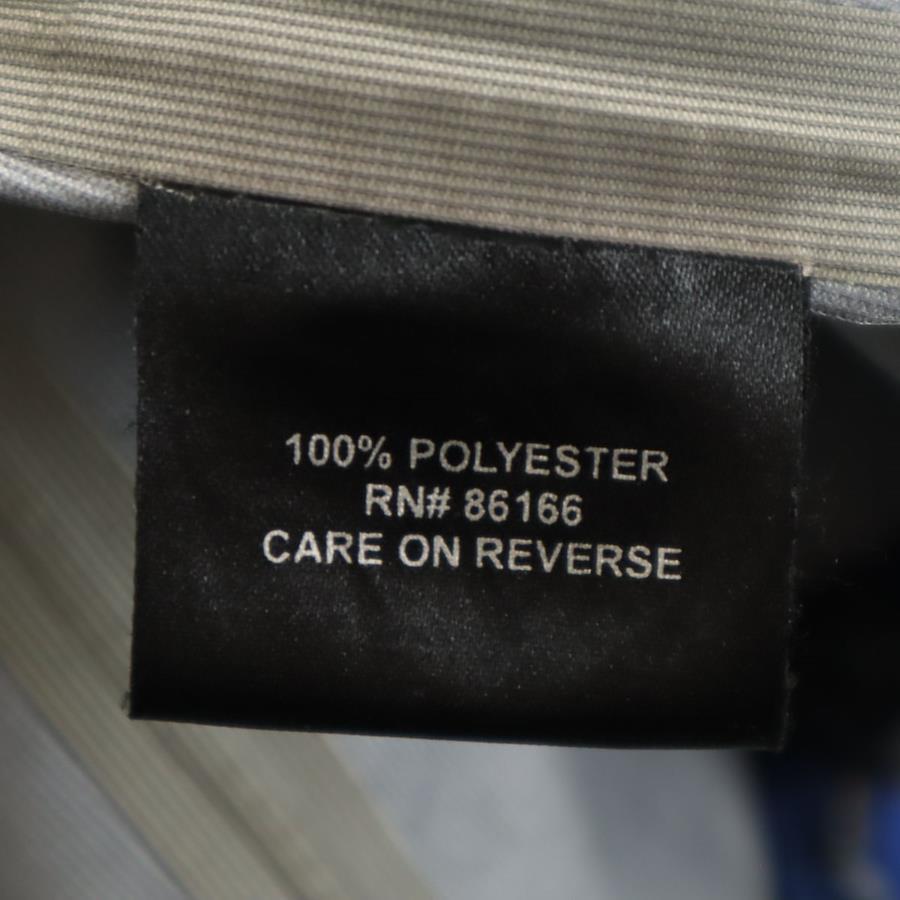 100% POLYESTER
RN# 86166
CARE ON REVERSE